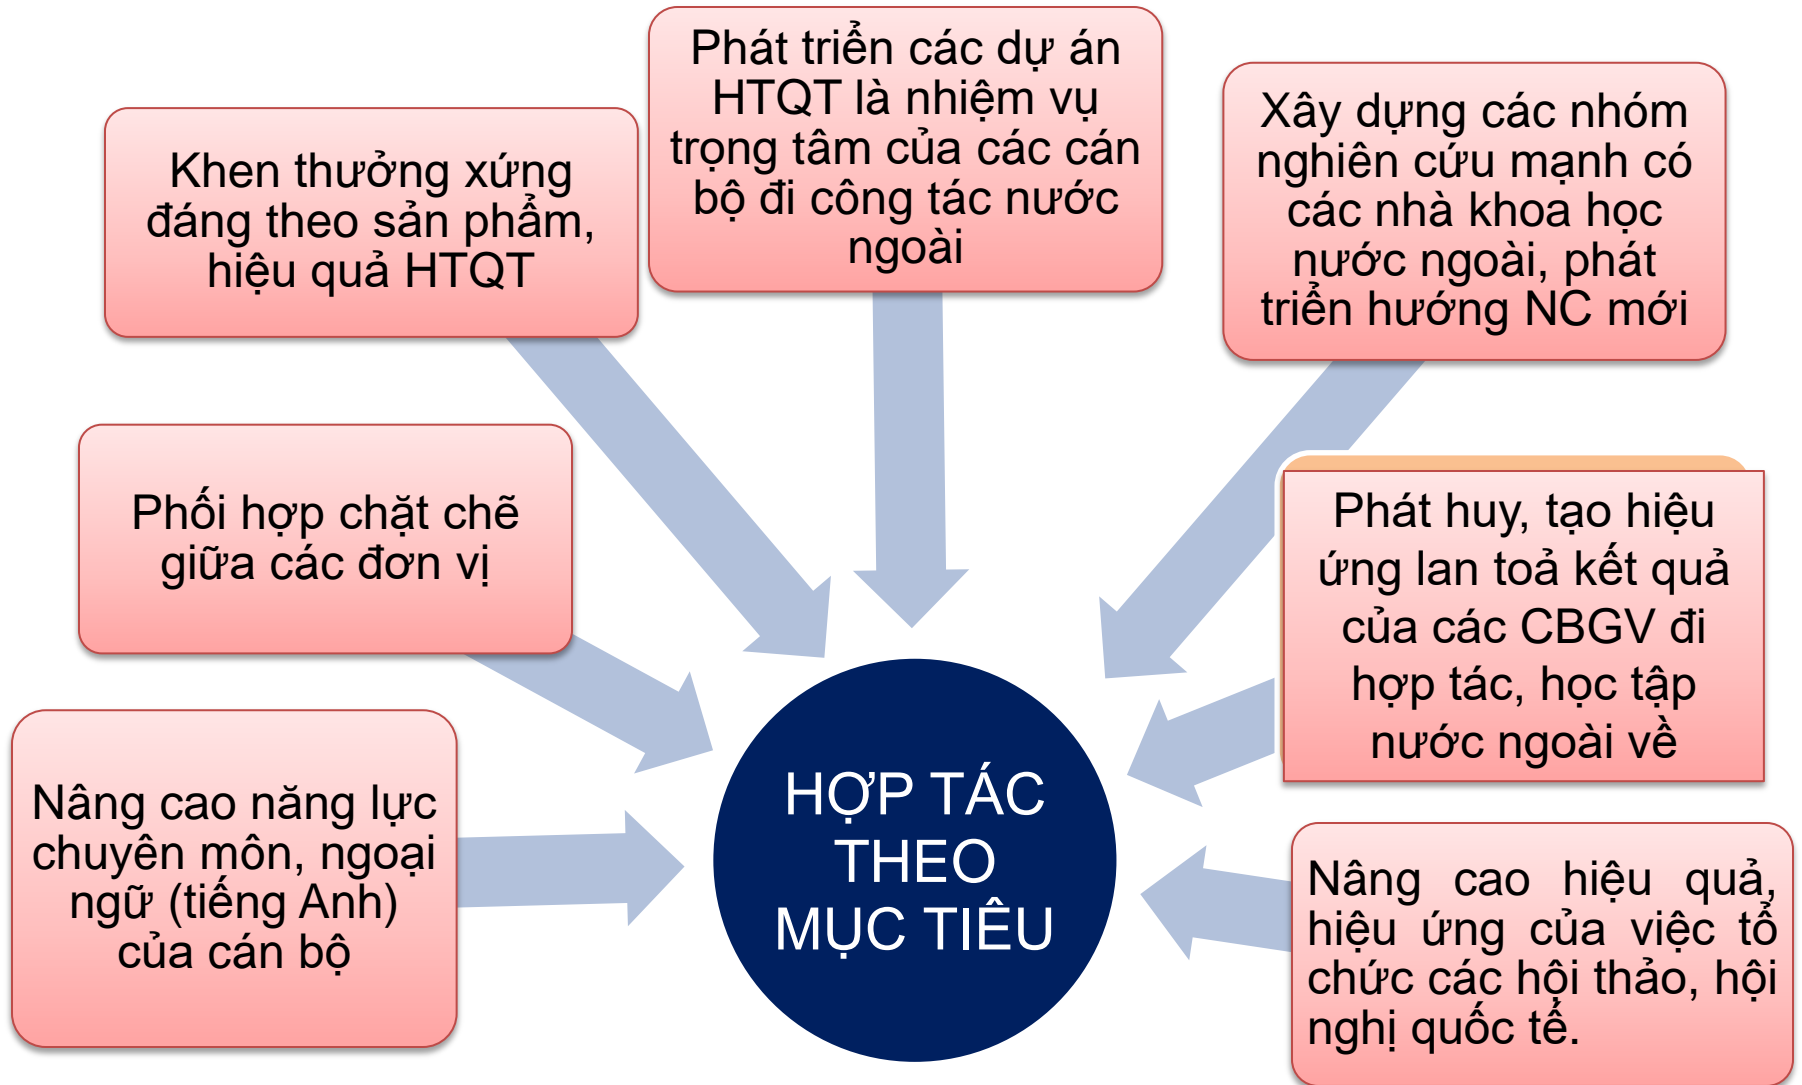 Phát triển các dự án
HTQT là nhiệm vụ
trọng tâm của các cán
bộ đi công tác nước
ngoài
Khen thưởng xứng
đáng theo sản phẩm,
hiệu quả HTQT
Xây dựng các nhóm
nghiên cứu mạnh có
các nhà khoa học
nước ngoài, phát
triển hướng NC mới
Phối hợp chặt chẽ
giữa các đơn vị
Phát huy, tạo hiệu
ứng lan toả kết quả
của các CBGV đi
hợp tác, học tập
nước ngoài về
Nâng cao năng lực
chuyên môn, ngoại
ngữ (tiếng Anh)
của cán bộ
HỢP TÁC
THEO
MỤC TIÊU
Nâng cao hiệu quả,
hiệu ứng của việc tổ
chức các hội thảo, hội
nghị quốc tế.